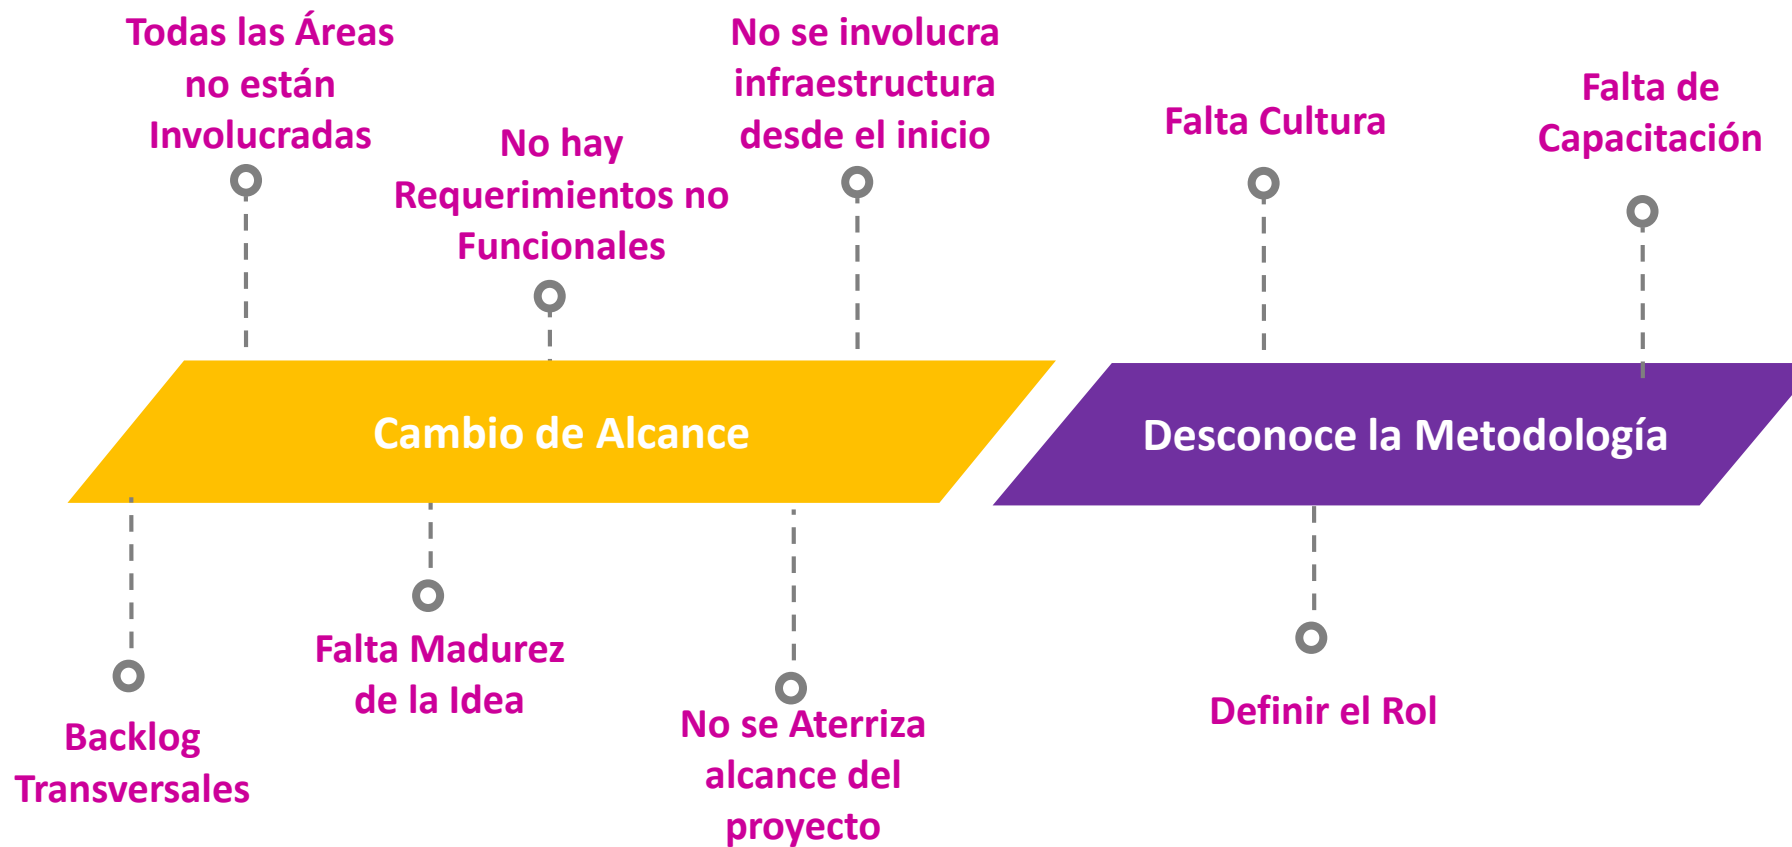 Todas las Áreas
no están
Involucradas
No hay
Requerimientos no
Funcionales
No se involucra
infraestructura
desde el inicio
Falta Cultura
Falta de
Capacitación
Cambio de Alcance
Desconoce la Metodología
Backlog
Transversales
Falta Madurez
de la Idea
No se Aterriza
alcance del
proyecto
Definir el Rol